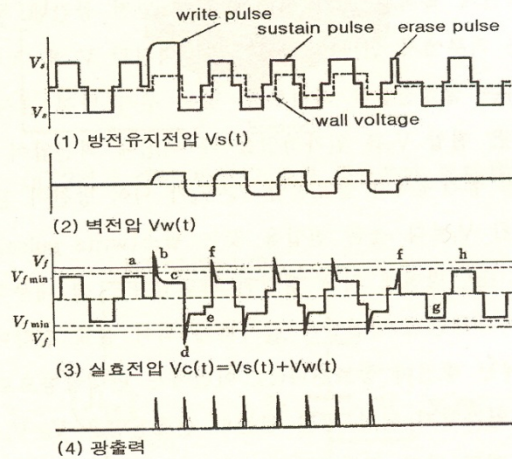 write pulse
sustain pulse
erase pulse
Vs
Vs
wall voltage
(1) 방전유지전압 Vs(t)
(2) 벽전압 Vw(t)
Vf
Vf min
a b c f f h
Vf min
Vf
d e g
(3) 실효전압 Vc(t)=Vs(t)+Vw(t)
(4) 광출력